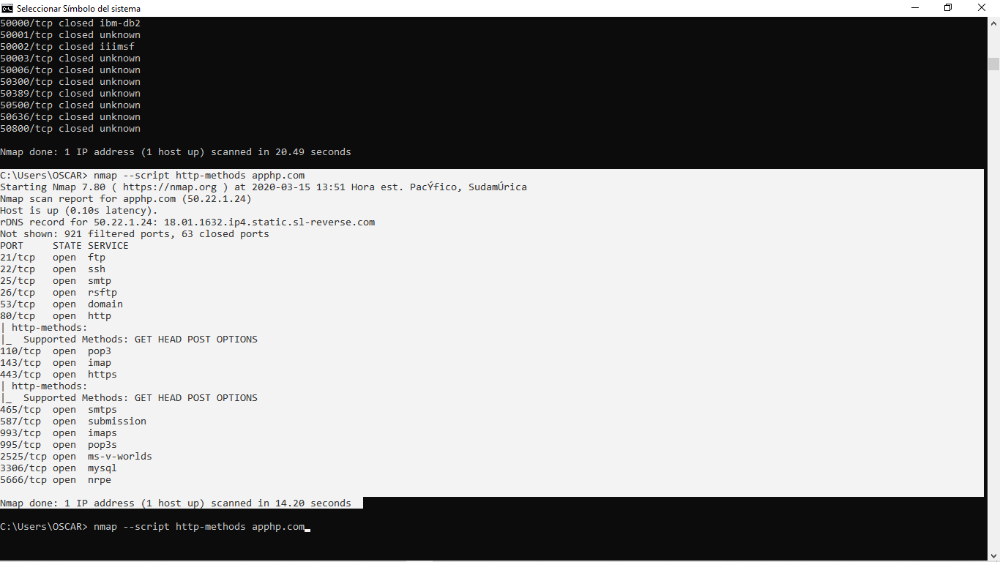 Seleccionar Símbolo del sistema
50000/tcp closed ibm-db2
50001/tcp closed unknown
50002/tcp closed iiimsf
50003/tcp closed unknown
50006/tcp closed unknown
50300/tcp closed unknown
50389/tcp closed unknown
50500/tcp closed unknown
50636/tcp closed unknown
50800/tcp closed unknown
Nmap done: 1 IP address (1 host up) scanned in 20.49 seconds
C:\Users\OSCAR> nmap --script http-methods apphp.com
Starting Nmap 7.80 ( https://nmap.org ) at 2020-03-15 13:51 Hora est. PacÝfico, SudamÚrica
Nmap scan report for apphp.com (50.22.1.24)
Host is up (0.10s latency).
rDNS record for 50.22.1.24: 18.01.1632.ip4.static.sl-reverse.com
Not shown: 921 filtered ports, 63 closed ports
PORT     STATE SERVICE
21/tcp   open  ftp
22/tcp   open  ssh
25/tcp   open  smtp
26/tcp   open  rsftp
53/tcp   open  domain
80/tcp   open  http
| http-methods:
|_  Supported Methods: GET HEAD POST OPTIONS
110/tcp  open  pop3
143/tcp  open  imap
443/tcp  open  https
| http-methods:
|_  Supported Methods: GET HEAD POST OPTIONS
465/tcp  open  smtps
587/tcp  open  submission
993/tcp  open  imaps
995/tcp  open  pop3s
2525/tcp open  ms-v-worlds
3306/tcp open  mysql
5666/tcp open  nrpe
Nmap done: 1 IP address (1 host up) scanned in 14.20 seconds
C:\Users\OSCAR> nmap --script http-methods apphp.com